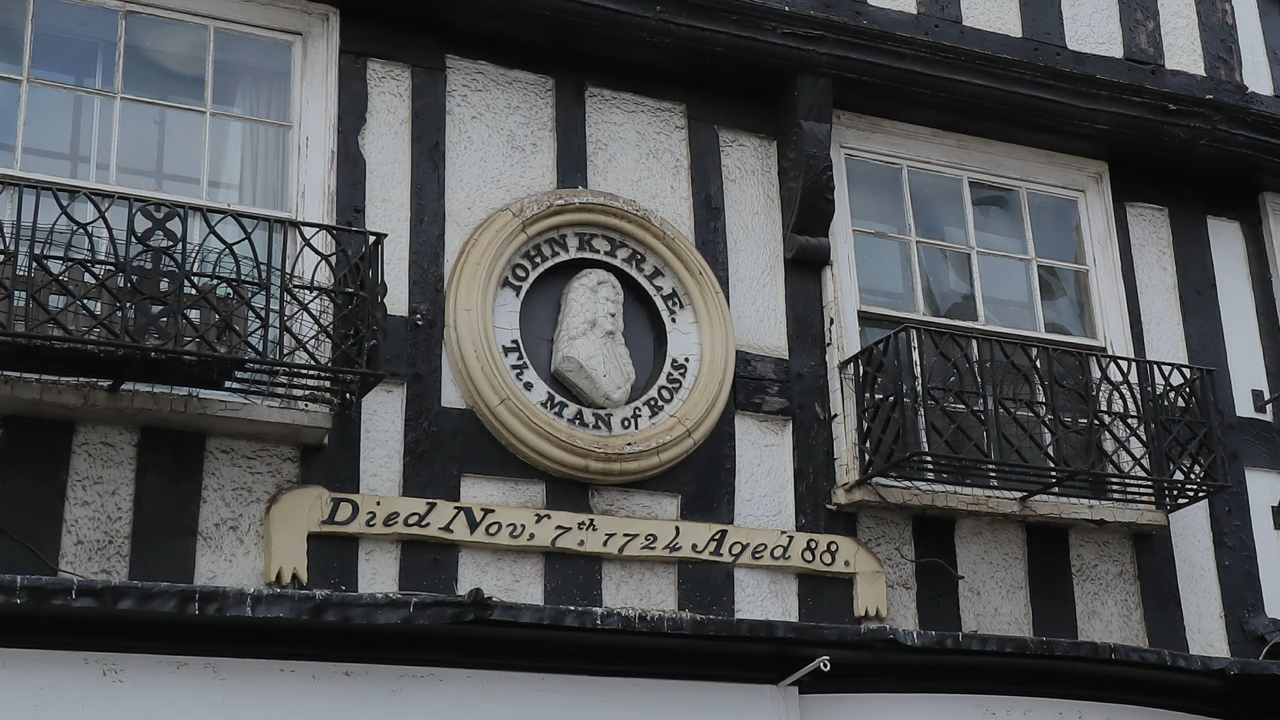 IOHN KYRLE.
The MAN of ROSS.
Died Nov,ʳ 7.ᵗʰ 1724 Aged 88.